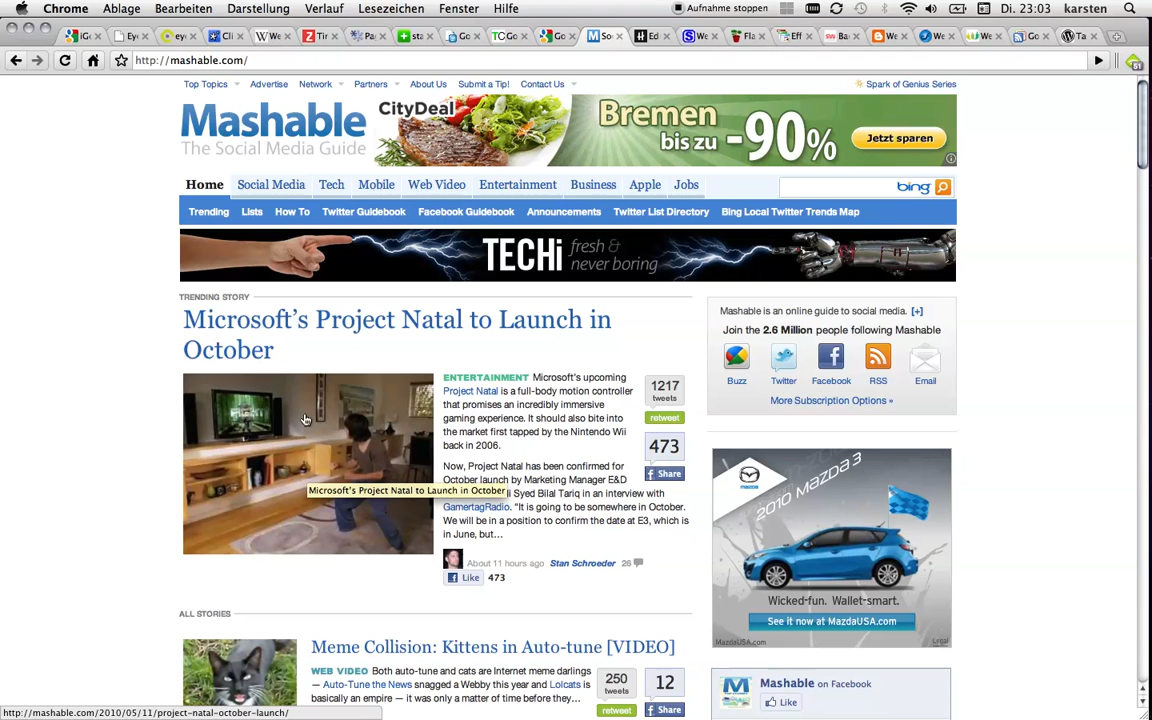 Chrome Ablage Bearbeiten Darstellung Verlauf Lesezeichen Fenster Hilfe Aufnahme stoppen Di. 23:03 karsten
http://mashable.com/
Top Topics Advertise Network Partners About Us Submit a Tip! Contact Us Spark of Genius Series
Mashable
The Social Media Guide
CityDeal
Bremen
bis zu -90%
Jetzt sparen
Home Social Media Tech Mobile Web Video Entertainment Business Apple Jobs bing
Trending Lists How To Twitter Guidebook Facebook Guidebook Announcements Twitter List Directory Bing Local Twitter Trends Map
TECHi fresh &
never boring
TRENDING STORY
Microsoft's Project Natal to Launch in
October
ENTERTAINMENT Microsoft's upcoming
Project Natal is a full-body motion controller
that promises an incredibly immersive
gaming experience. It should also bite into
the market first tapped by the Nintendo Wii
back in 2006.
Now, Project Natal has been confirmed for
October launch by Marketing Manager E&D
Syed Bilal Tariq in an interview with
GamertagRadio. "It is going to be somewhere in October.
We will be in a position to confirm the date at E3, which is
in June, but...
1217
tweets
retweet
473
Share
Microsoft's Project Natal to Launch in October
About 11 hours ago Stan Schroeder 26
Like 473
Mashable is an online guide to social media. [+]
Join the 2.6 Million people following Mashable
Buzz Twitter Facebook RSS Email
More Subscription Options »
2010 MAZDA 3
Wicked-fun. Wallet-smart.
See it now at MazdaUSA.com
MazdaUSA.com Legal
ALL STORIES
Meme Collision: Kittens in Auto-tune [VIDEO]
WEB VIDEO Both auto-tune and cats are Internet meme darlings
— Auto-Tune the News snagged a Webby this year and Lolcats is
basically an empire — it was only a matter of time before they...
250
tweets
retweet
12
Share
Mashable on Facebook
Like
http://mashable.com/2010/05/11/project-natal-october-launch/